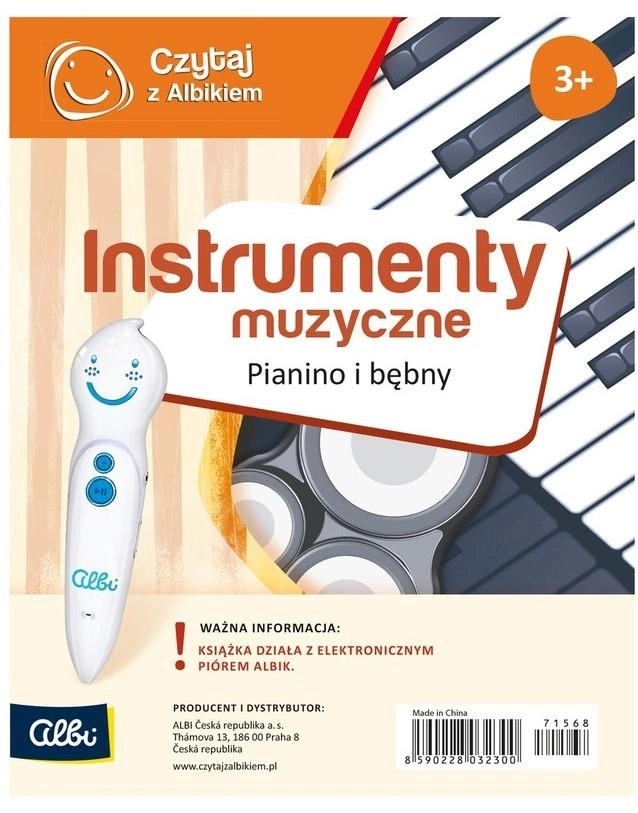 Czytaj
z Albikiem
3+
Instrumenty
muzyczne
Pianino i bębny
albi
WAŻNA INFORMACJA:
! KSIĄŻKA DZIAŁA Z ELEKTRONICZNYM
PIÓREM ALBIK.
PRODUCENT I DYSTRYBUTOR:
ALBI Česká republika a. s.
Thámova 13, 186 00 Praha 8
Česká republika
www.czytajzalbikiem.pl
albi
Made in China
8 590228 032300
71568